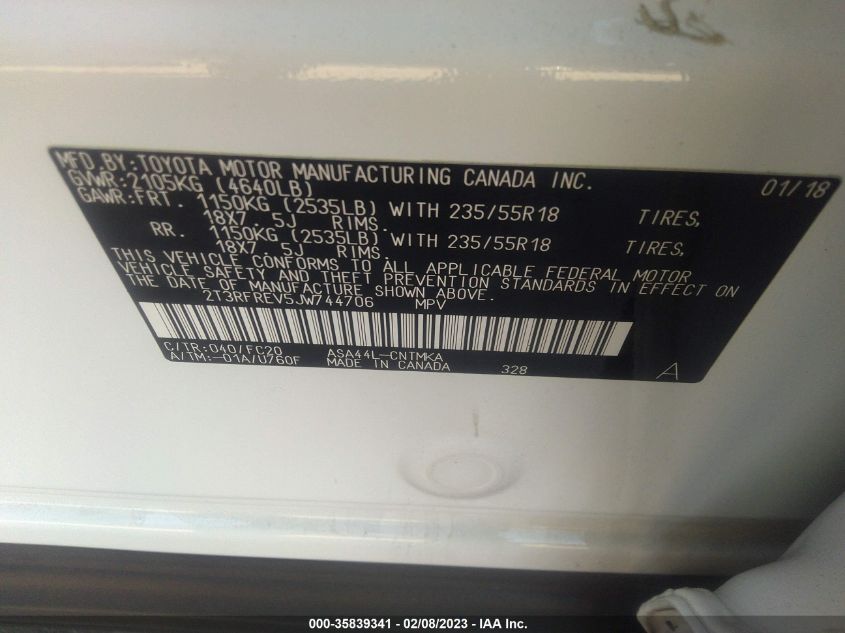 MFD.BY:TOYOTA MOTOR MANUFACTURING CANADA INC. 01/18
GVWR:2105KG (4640LB)
GAWR:FRT. 1150KG (2535LB) WITH 235/55R18 TIRES,
18X7 5J RIMS.
RR. 1150KG (2535LB) WITH 235/55R18 TIRES,
18X7 5J RIMS.
THIS VEHICLE CONFORMS TO ALL APPLICABLE FEDERAL MOTOR
VEHICLE SAFETY AND THEFT PREVENTION STANDARDS IN EFFECT ON
THE DATE OF MANUFACTURE SHOWN ABOVE.
2T3RFREV5JW744706 MPV
C/TR:040/FC20 ASA44L-CNTMKA
A/TM:-01A/U760F MADE IN CANADA 328 A
000-35839341 - 02/08/2023 - IAA Inc.